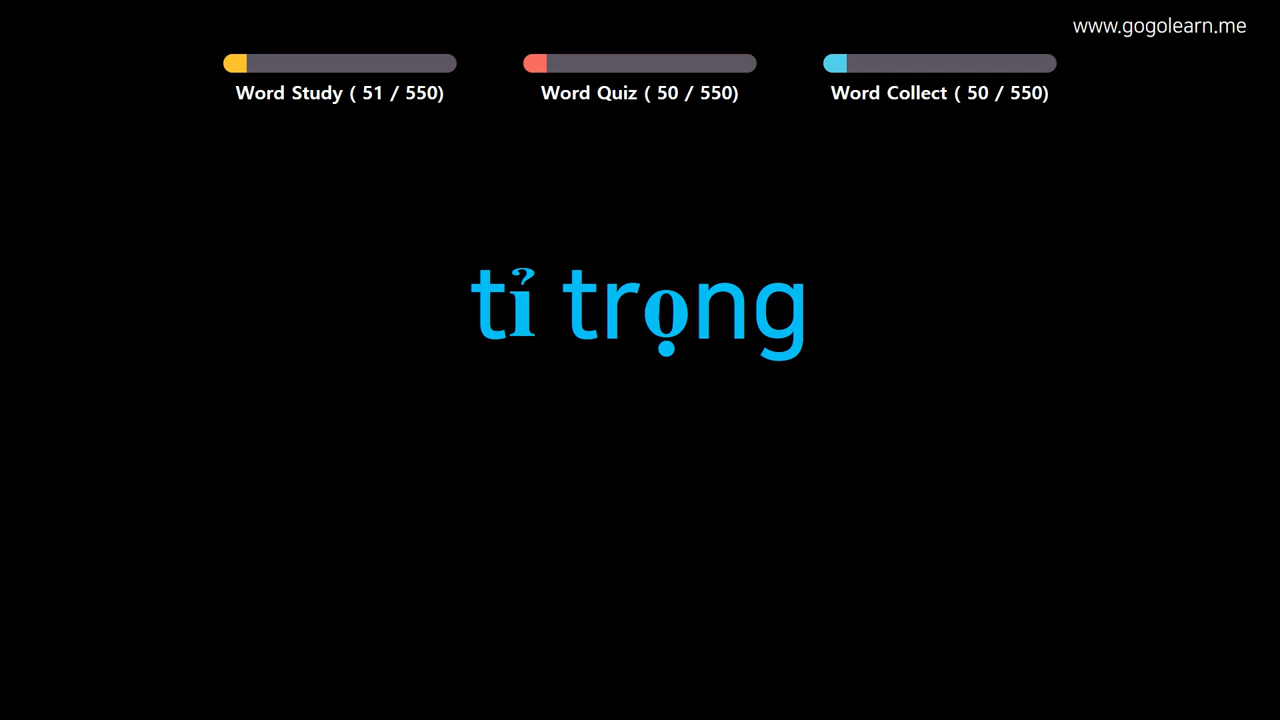 www.gogolearn.me
Word Study ( 51 / 550)
Word Quiz ( 50 / 550)
Word Collect ( 50 / 550)
tỉ trọng